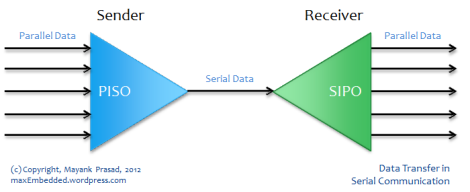 Sender
Receiver
Parallel Data
Parallel Data
PISO
Serial Data
SIPO
(c) Copyright, Mayank Prasad, 2012
maxEmbedded.wordpress.com
Data Transfer in
Serial Communication